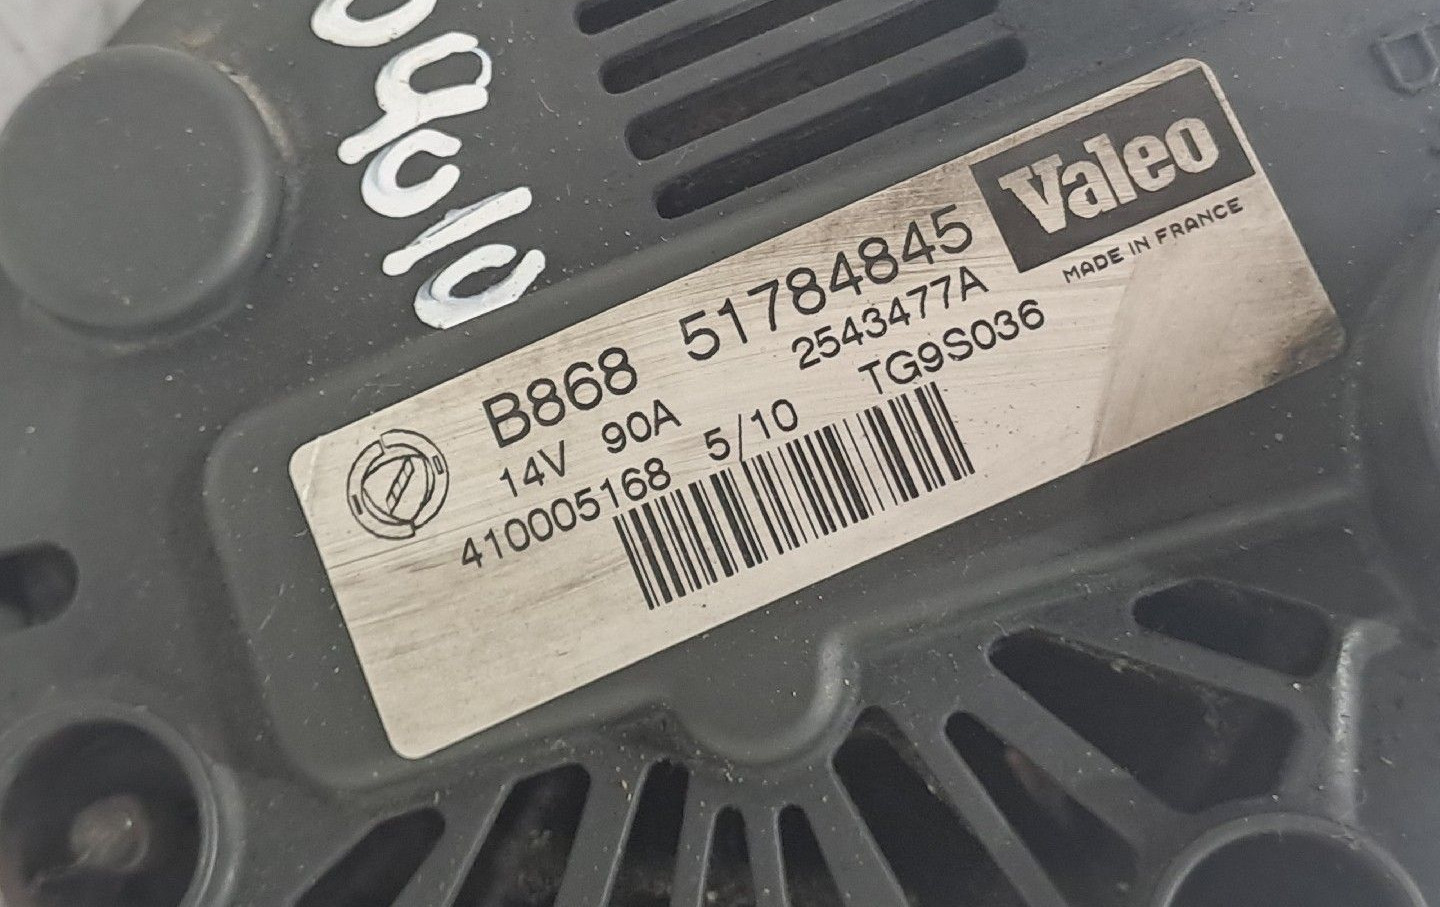 Valeo
MADE IN FRANCE
B868 51784845
2543477A
14V 90A
TG9S036
410005168 5/10